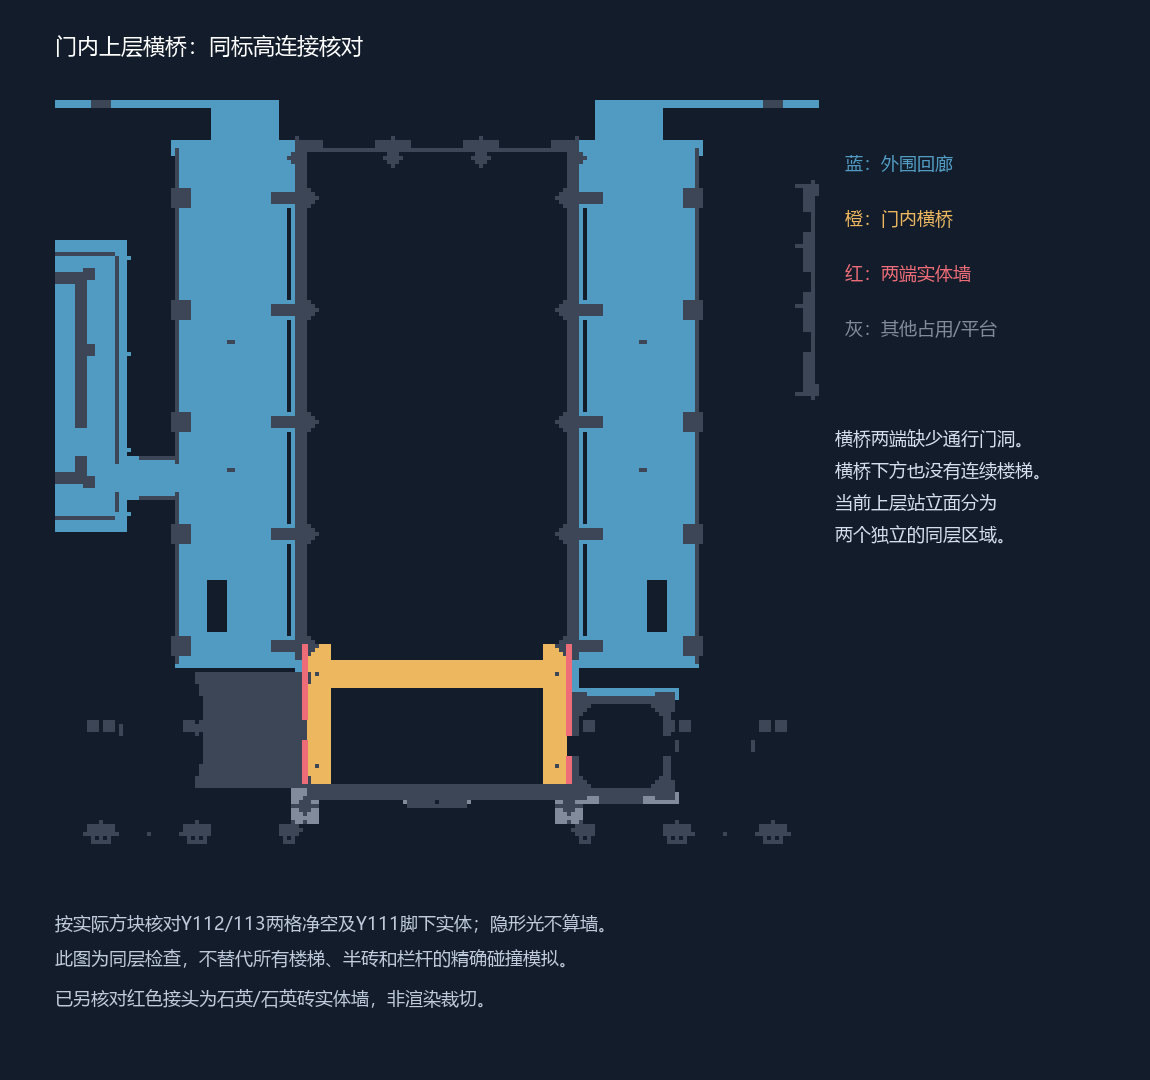 门内上层横桥：同标高连接核对
蓝：外围回廊
橙：门内横桥
红：两端实体墙
灰：其他占用/平台
横桥两端缺少通行门洞。
横桥下方也没有连续楼梯。
当前上层站立面分为
两个独立的同层区域。
按实际方块核对Y112/113两格净空及Y111脚下实体；隐形光不算墙。
此图为同层检查，不替代所有楼梯、半砖和栏杆的精确碰撞模拟。
已另核对红色接头为石英/石英砖实体墙，非渲染裁切。